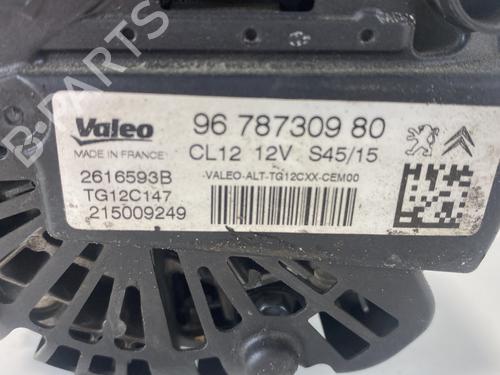 B-PARTS
Valeo
MADE IN FRANCE
96 787309 80
CL12 12V S45/15
2616593B
-VALEO-ALT-TG12CXX-CEM00
TG12C147
215009249